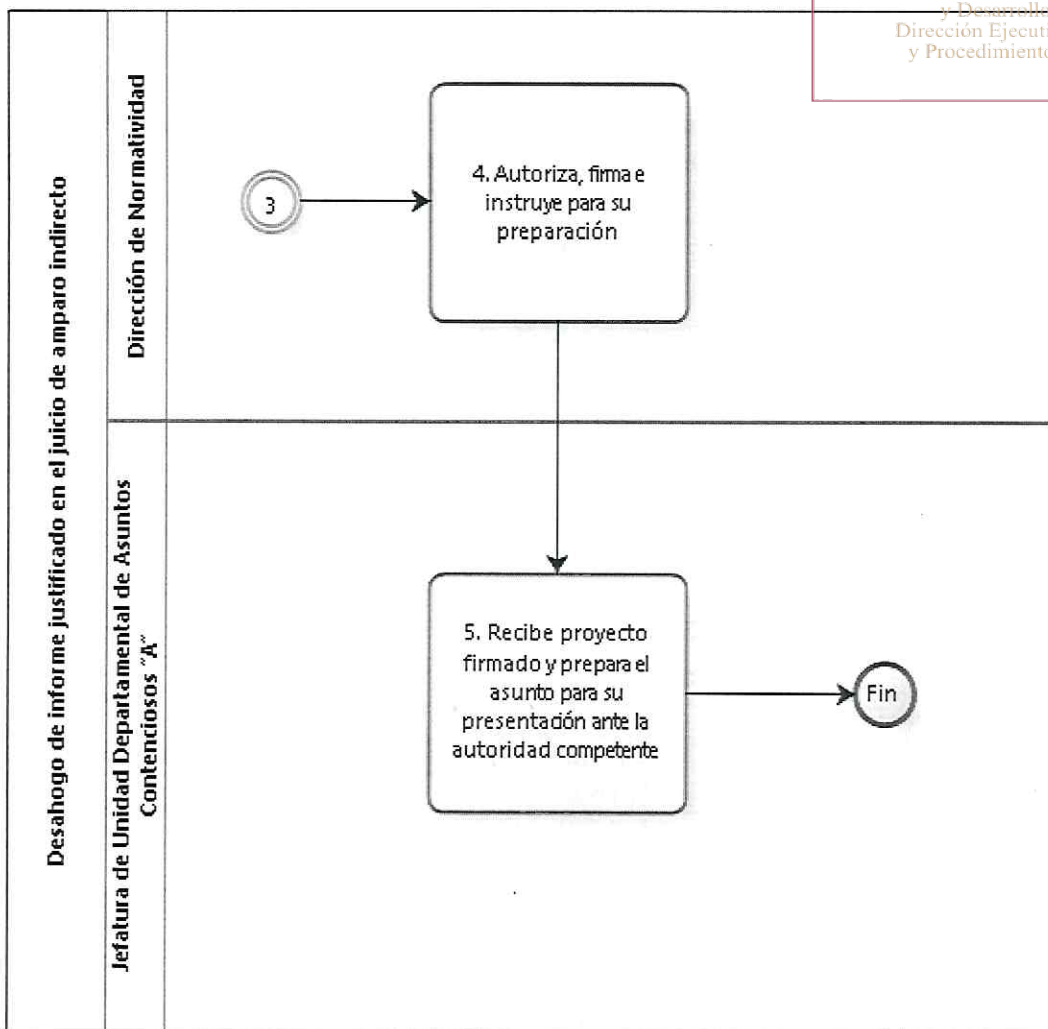 y Desarrollo
Dirección Ejecuti
y Procedimiento
Desahogo de informe justificado en el juicio de amparo indirecto
Dirección de Normatividad
3
4. Autoriza, firma e
instruye para su
preparación
Jefatura de Unidad Departamental de Asuntos
Contenciosos "A"
5. Recibe proyecto
firmado y prepara el
asunto para su
presentación ante la
autoridad competente
Fin